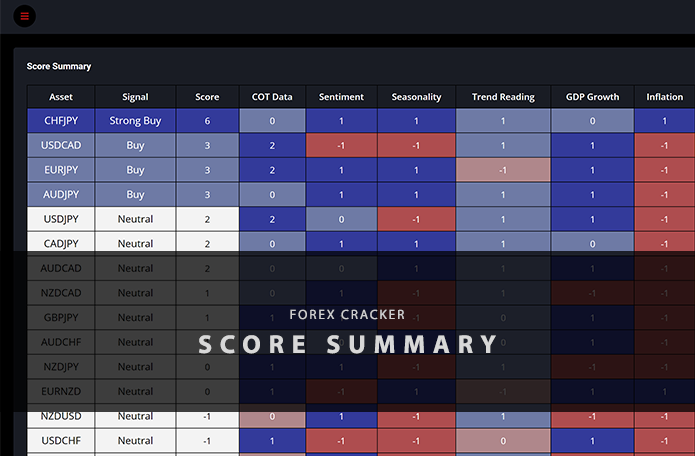 Score Summary
Asset Signal Score COT Data Sentiment Seasonality Trend Reading GDP Growth Inflation
CHFJPY Strong Buy 6 0 1 1 1 0 1
USDCAD Buy 3 2 -1 -1 1 1 -1
EURJPY Buy 3 2 1 1 -1 1 -1
AUDJPY Buy 3 0 1 1 1 1 -1
USDJPY Neutral 2 2 0 -1 1 1 -1
CADJPY Neutral 2 0 1 1 1 0 -1
AUDCAD Neutral 2 0 0 1 1 1 -1
NZDCAD Neutral 1 0 1 -1 1 -1 -1
FOREX CRACKER
GBPJPY Neutral 1 1 0 1 -1
SCORE SUMMARY
AUDCHF Neutral 0 1 -1
NZDJPY Neutral 0 1 1 1 1 -1 -1
EURNZD Neutral 0 1 -1 1 -1 1 1
NZDUSD Neutral -1 0 1 -1 1 -1 -1
USDCHF Neutral -1 1 -1 -1 0 1 -1